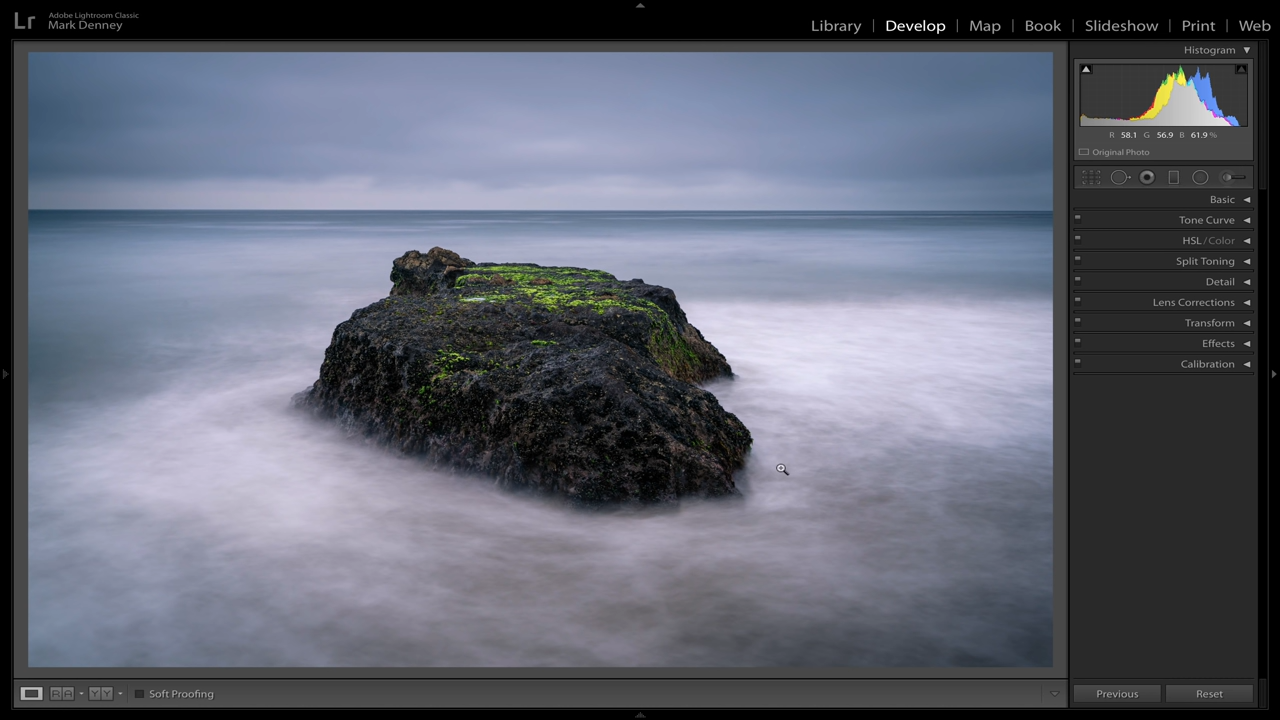 Lr
Adobe Lightroom Classic
Mark Denney
Library | Develop | Map | Book | Slideshow | Print | Web
Histogram
R 58.1 G 56.9 B 61.9 %
Original Photo
Basic
Tone Curve
HSL / Color
Split Toning
Detail
Lens Corrections
Transform
Effects
Calibration
R A
Y Y
Soft Proofing
Previous
Reset